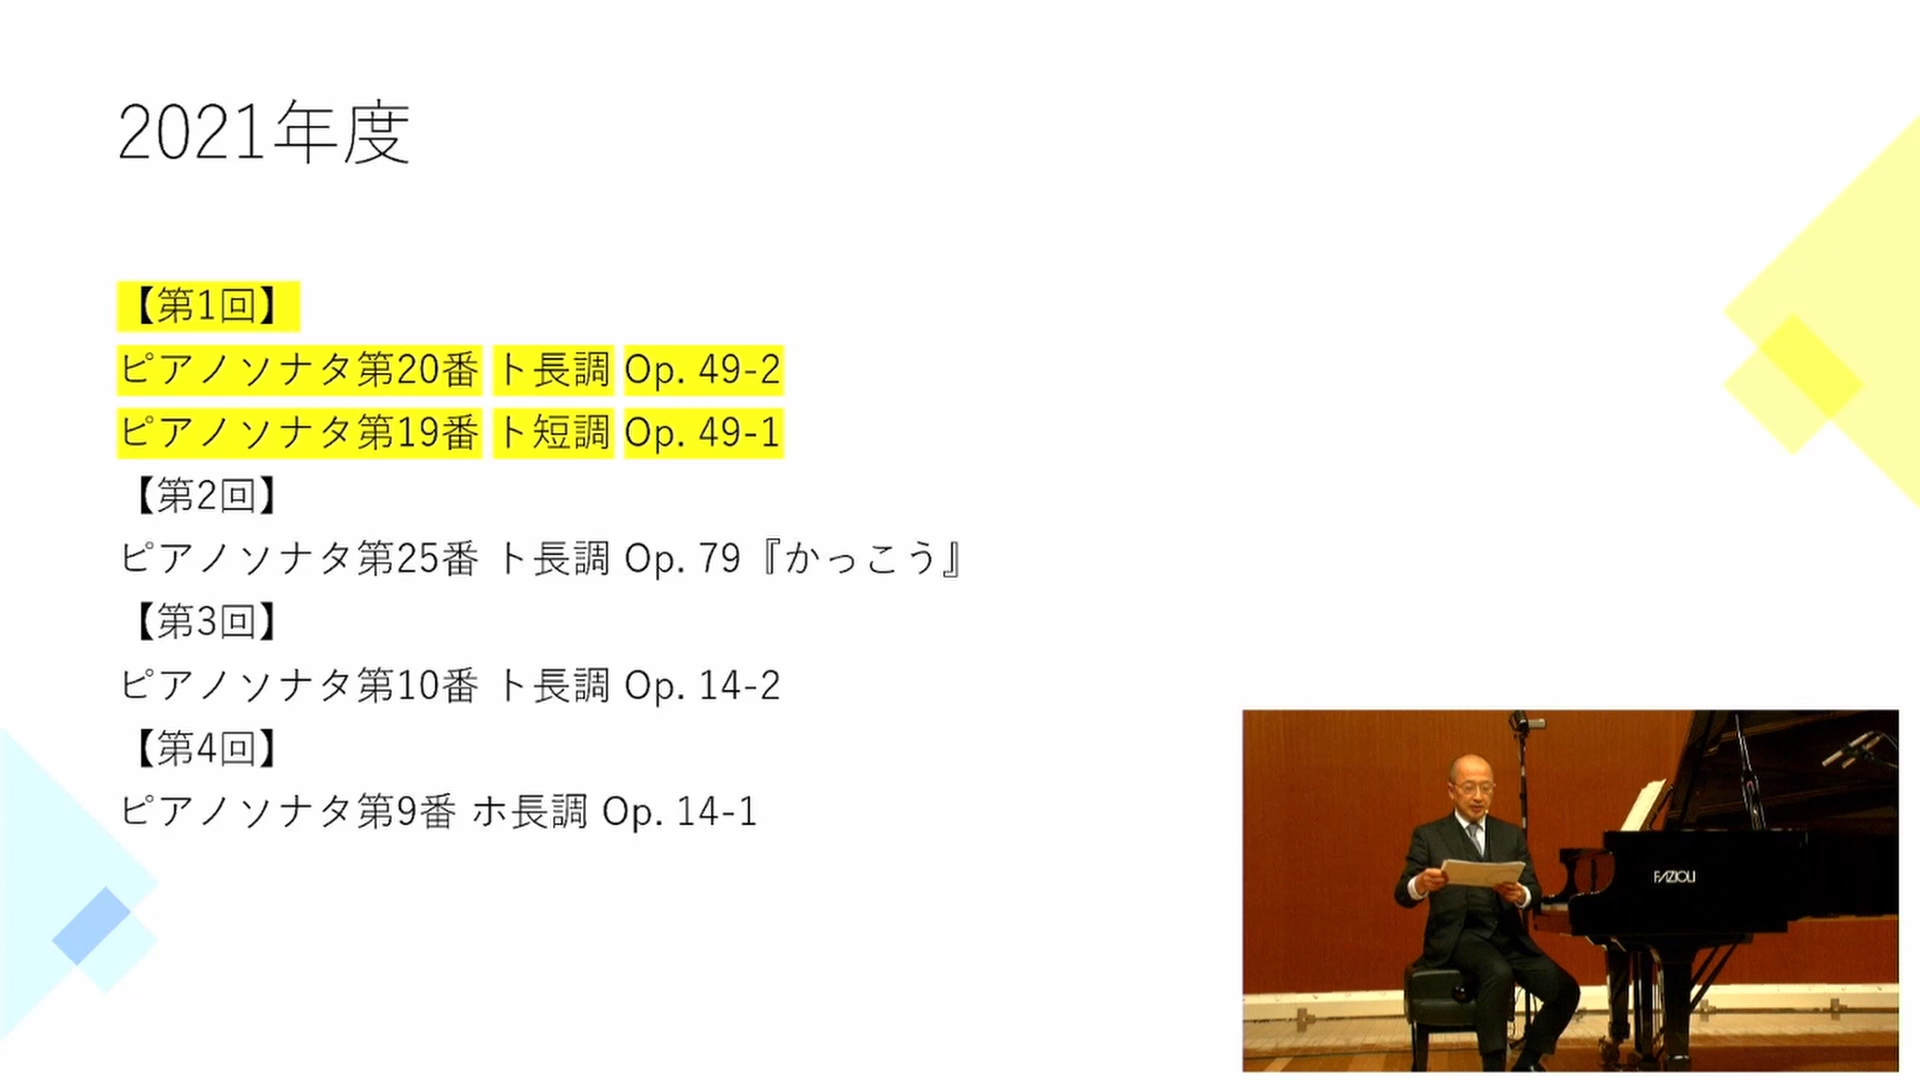 2021年度
【第1回】
ピアノソナタ第20番 ト長調 Op. 49-2
ピアノソナタ第19番 ト短調 Op. 49-1
【第2回】
ピアノソナタ第25番 ト長調 Op. 79『かっこう』
【第3回】
ピアノソナタ第10番 ト長調 Op. 14-2
【第4回】
ピアノソナタ第9番 ホ長調 Op. 14-1
FAZIOLI